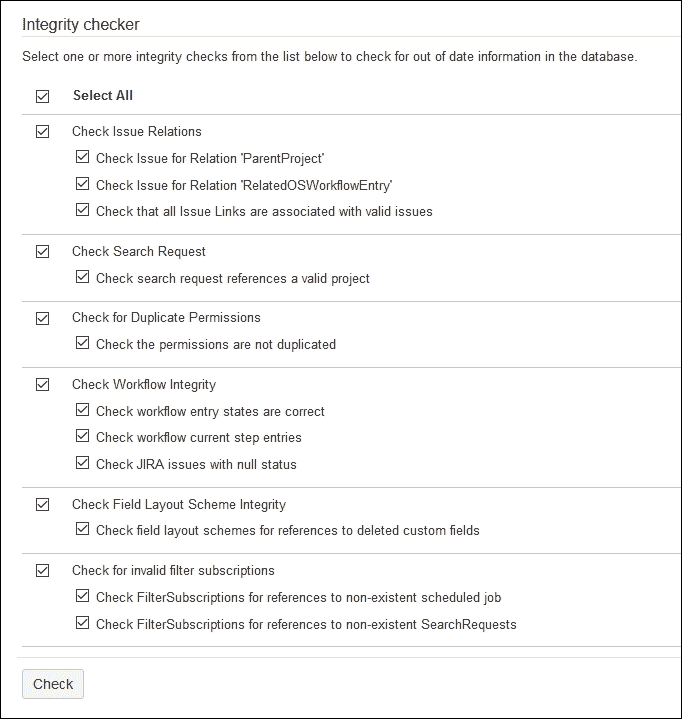 Integrity checker
Select one or more integrity checks from the list below to check for out of date information in the database.
Select All
Check Issue Relations
Check Issue for Relation 'ParentProject'
Check Issue for Relation 'RelatedOSWorkflowEntry'
Check that all Issue Links are associated with valid issues
Check Search Request
Check search request references a valid project
Check for Duplicate Permissions
Check the permissions are not duplicated
Check Workflow Integrity
Check workflow entry states are correct
Check workflow current step entries
Check JIRA issues with null status
Check Field Layout Scheme Integrity
Check field layout schemes for references to deleted custom fields
Check for invalid filter subscriptions
Check FilterSubscriptions for references to non-existent scheduled job
Check FilterSubscriptions for references to non-existent SearchRequests
Check